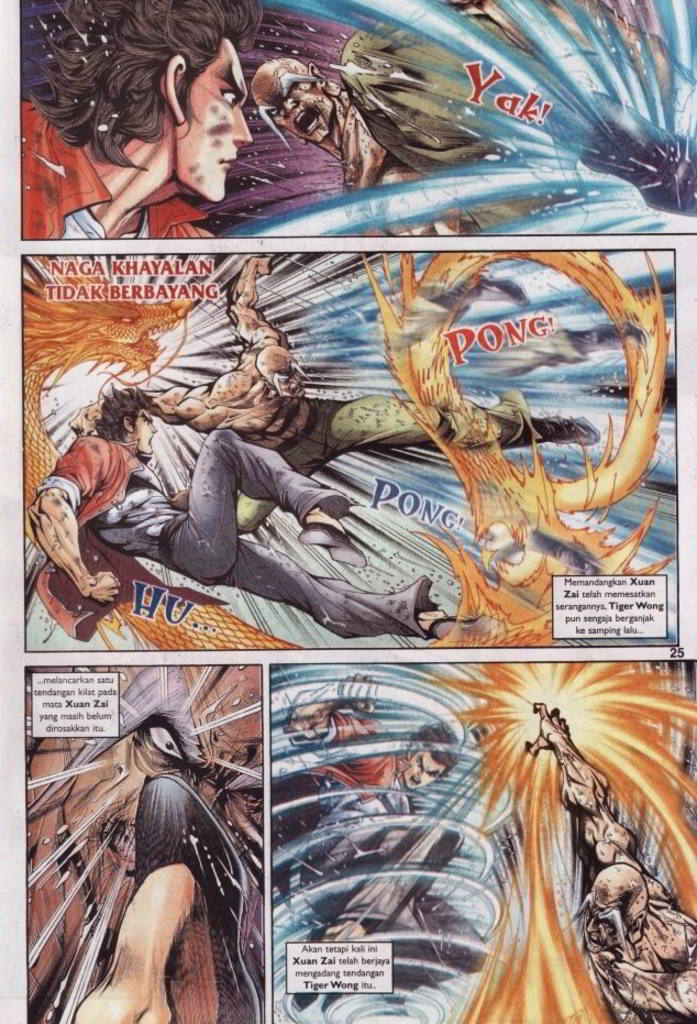 Yak!
NAGA KHAYALAN
TIDAK BERBAYANG
PONG!
PONG!
HU...
Memandangkan Xuan
Zai telah memesatkan
serangannya, Tiger Wong
pun sengaja berganjak
ke samping lalu...
25
...melancarkan satu
tendangan kilat pada
mata Xuan Zai
yang masih belum
dirosakkan itu.
Akan tetapi kali ini
Xuan Zai telah berjaya
mengadang tendangan
Tiger Wong itu..